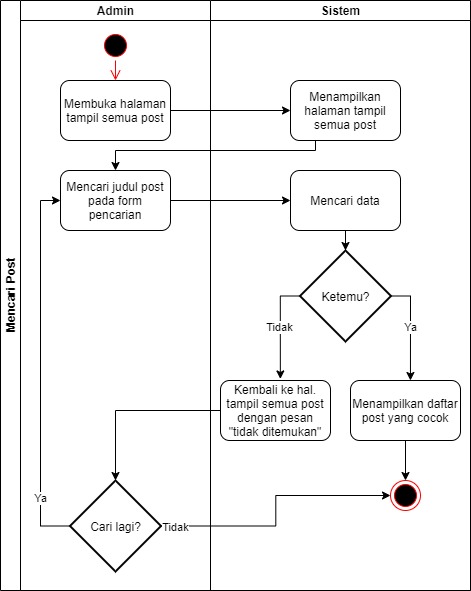 Admin
Sistem
Mencari Post
Membuka halaman
tampil semua post
Menampilkan
halaman tampil
semua post
Mencari judul post
pada form
pencarian
Mencari data
Ketemu?
Tidak
Ya
Kembali ke hal.
tampil semua post
dengan pesan
"tidak ditemukan"
Menampilkan daftar
post yang cocok
Ya
Cari lagi?
Tidak